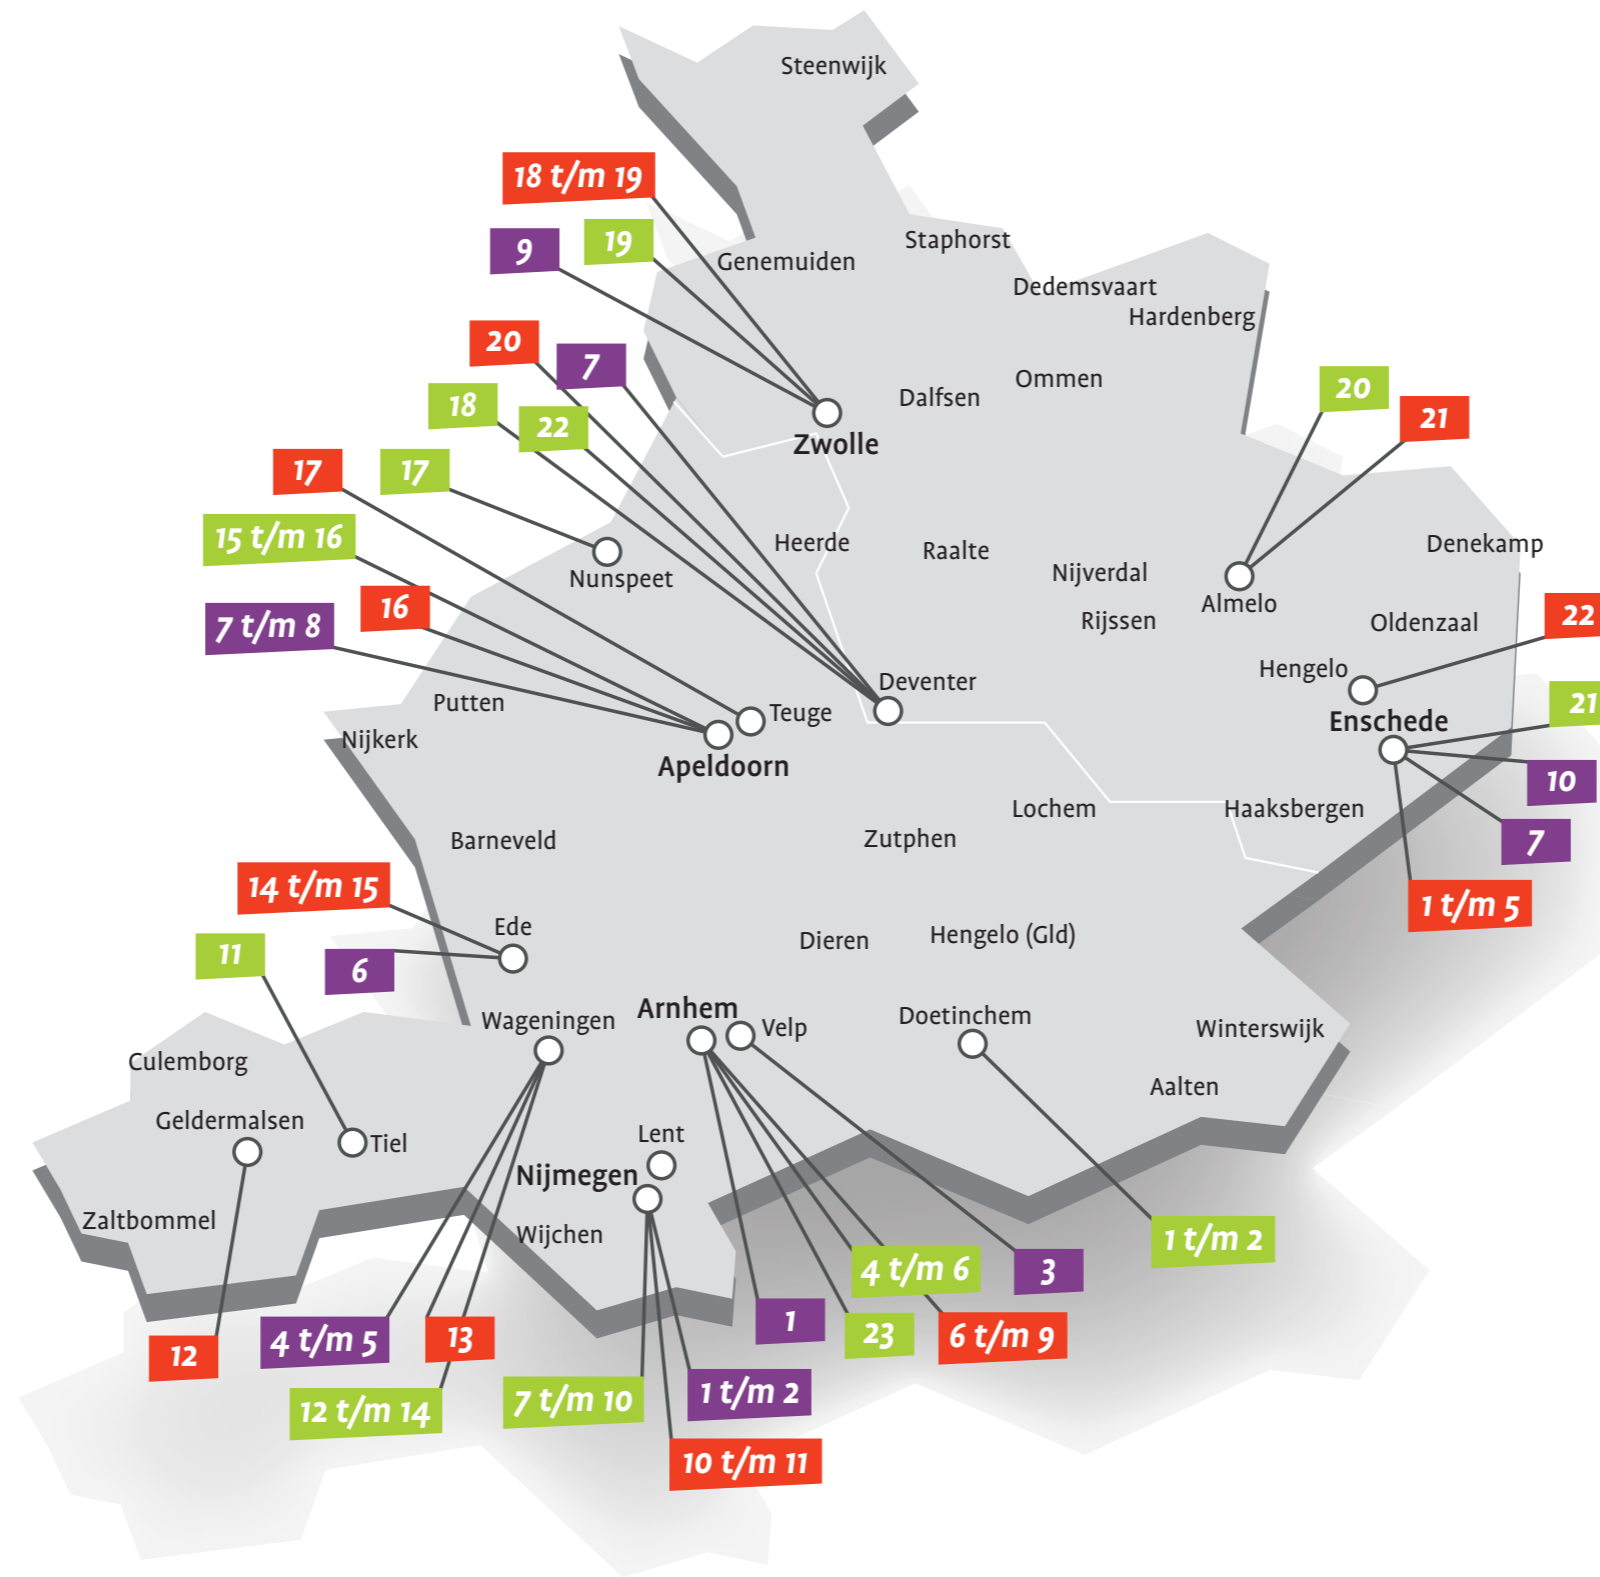 Steenwijk
18 t/m 19
9
19
Genemuiden
Staphorst
Dedemsvaart
Hardenberg
20
7
18
22
Dalfsen
Ommen
20
21
Zwolle
17
17
15 t/m 16
Heerde
Raalte
Nijverdal
Denekamp
Nunspeet
16
7 t/m 8
Rijssen
Almelo
Oldenzaal
22
Hengelo
Putten
Nijkerk
Teuge
Deventer
Enschede
21
Apeldoorn
10
Lochem
Haaksbergen
Barneveld
Zutphen
7
14 t/m 15
1 t/m 5
Ede
11
6
Dieren
Hengelo (Gld)
Wageningen
Arnhem
Velp
Doetinchem
Winterswijk
Culemborg
Aalten
Geldermalsen
Tiel
Lent
Nijmegen
Zaltbommel
Wijchen
4 t/m 6
3
1 t/m 2
12
4 t/m 5
13
1
23
6 t/m 9
12 t/m 14
7 t/m 10
1 t/m 2
10 t/m 11